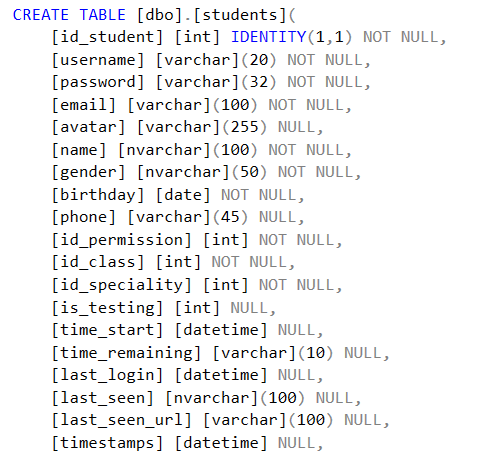 CREATE TABLE [dbo].[students](
[id_student] [int] IDENTITY(1,1) NOT NULL,
[username] [varchar](20) NOT NULL,
[password] [varchar](32) NOT NULL,
[email] [varchar](100) NOT NULL,
[avatar] [varchar](255) NULL,
[name] [nvarchar](100) NOT NULL,
[gender] [nvarchar](50) NOT NULL,
[birthday] [date] NOT NULL,
[phone] [varchar](45) NULL,
[id_permission] [int] NOT NULL,
[id_class] [int] NOT NULL,
[id_speciality] [int] NOT NULL,
[is_testing] [int] NULL,
[time_start] [datetime] NULL,
[time_remaining] [varchar](10) NULL,
[last_login] [datetime] NULL,
[last_seen] [nvarchar](100) NULL,
[last_seen_url] [varchar](100) NULL,
[timestamps] [datetime] NULL,